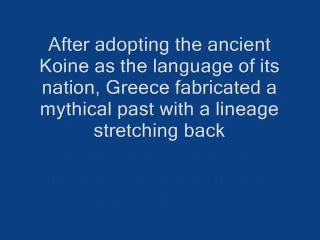 After adopting the ancient
Koine as the language of its
nation, Greece fabricated a
mythical past with a lineage
stretching back